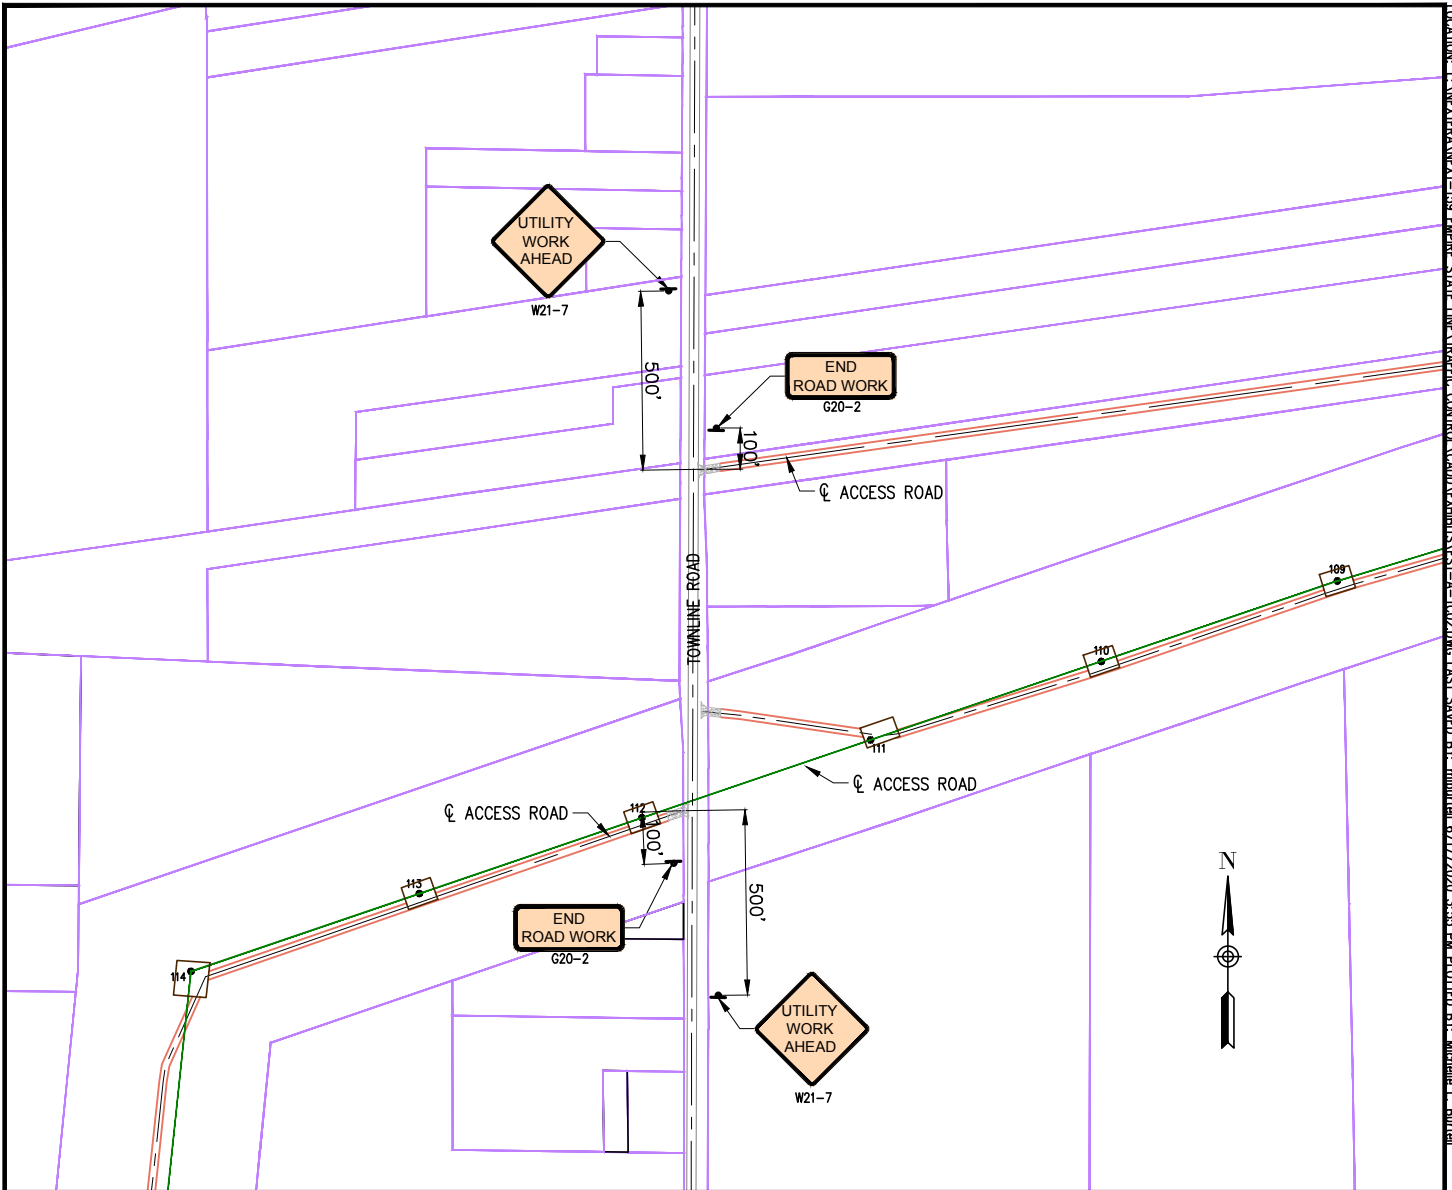 UTILITY
WORK
AHEAD
W21-7
500'
END
ROAD WORK
G20-2
100'
℄ ACCESS ROAD
TOWNLINE ROAD
109
110
111
℄ ACCESS ROAD
112
℄ ACCESS ROAD
100'
113
500'
N
END
ROAD WORK
G20-2
114
UTILITY
WORK
AHEAD
W21-7